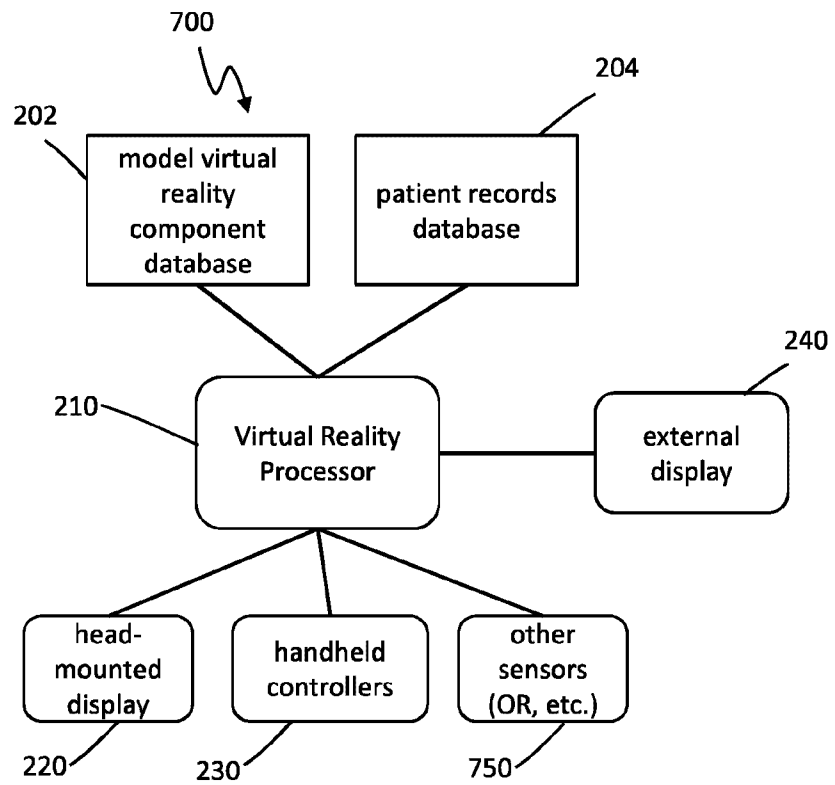 700
202
204
model virtual
reality
component
database
patient records
database
240
210
Virtual Reality
Processor
external
display
head-
mounted
display
handheld
controllers
other
sensors
(OR, etc.)
220
230
750